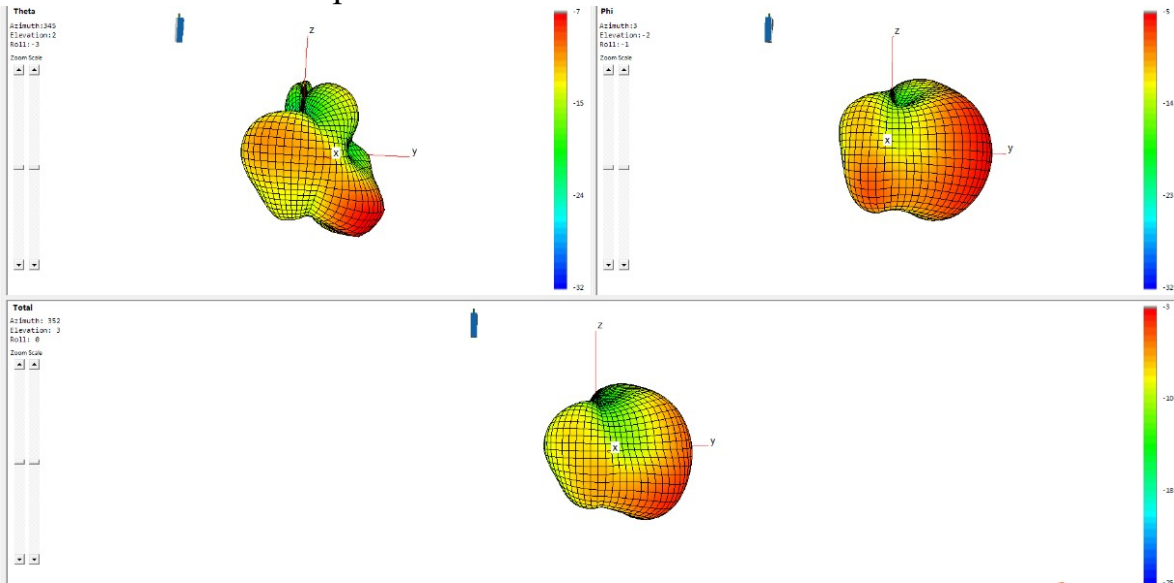 Theta
Azimuth:345
Elevation:2
Roll:-3
Zoom Scale
z
x
y
-7
-15
-24
-32
Phi
Azimuth:3
Elevation:-2
Roll:-1
Zoom Scale
z
x
y
-5
-14
-23
-32
Total
Azimuth: 352
Elevation: 3
Roll: 0
Zoom Scale
z
x
y
-3
-10
-18